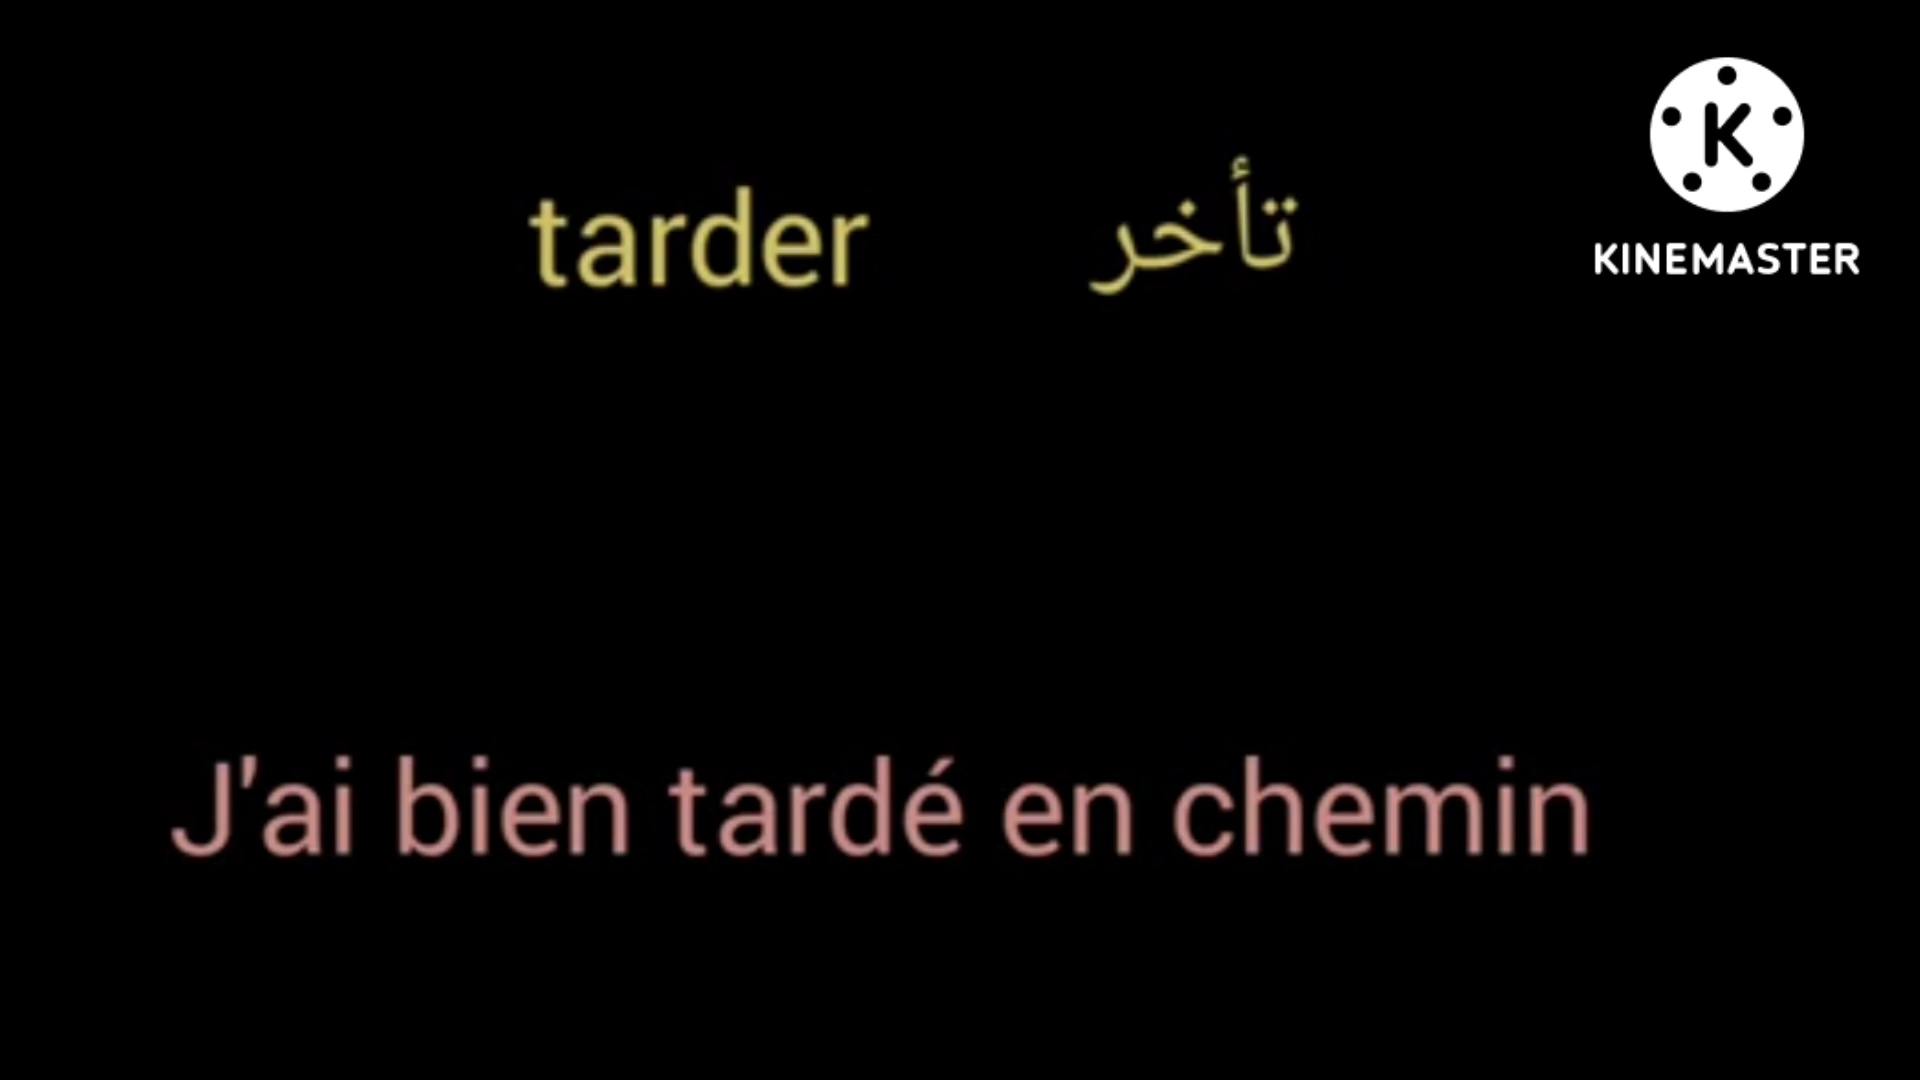 tarder تأخر
K
KINEMASTER
J'ai bien tardé en chemin